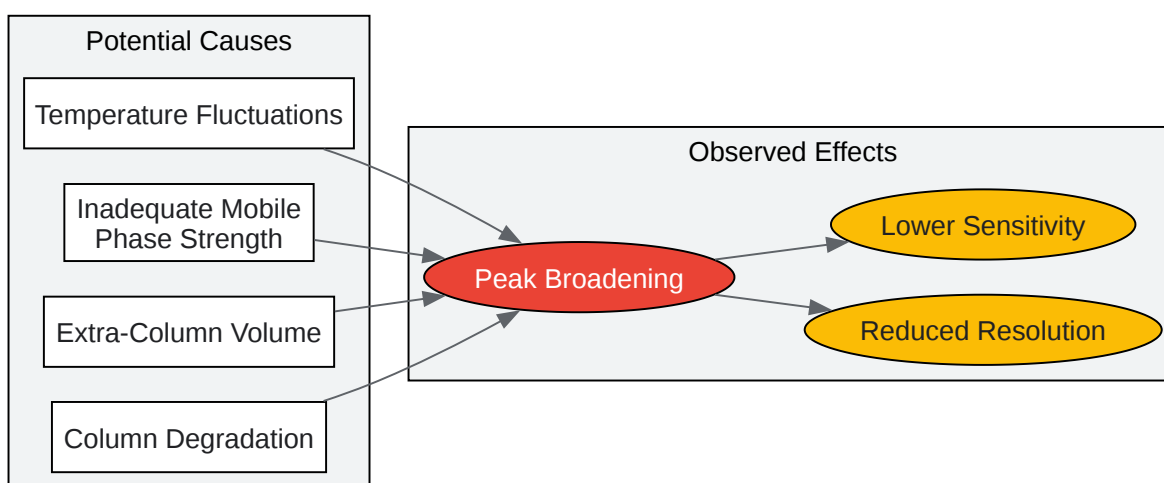 Potential Causes
Temperature Fluctuations
Inadequate Mobile
Phase Strength
Extra-Column Volume
Column Degradation
Observed Effects
Peak Broadening
Lower Sensitivity
Reduced Resolution